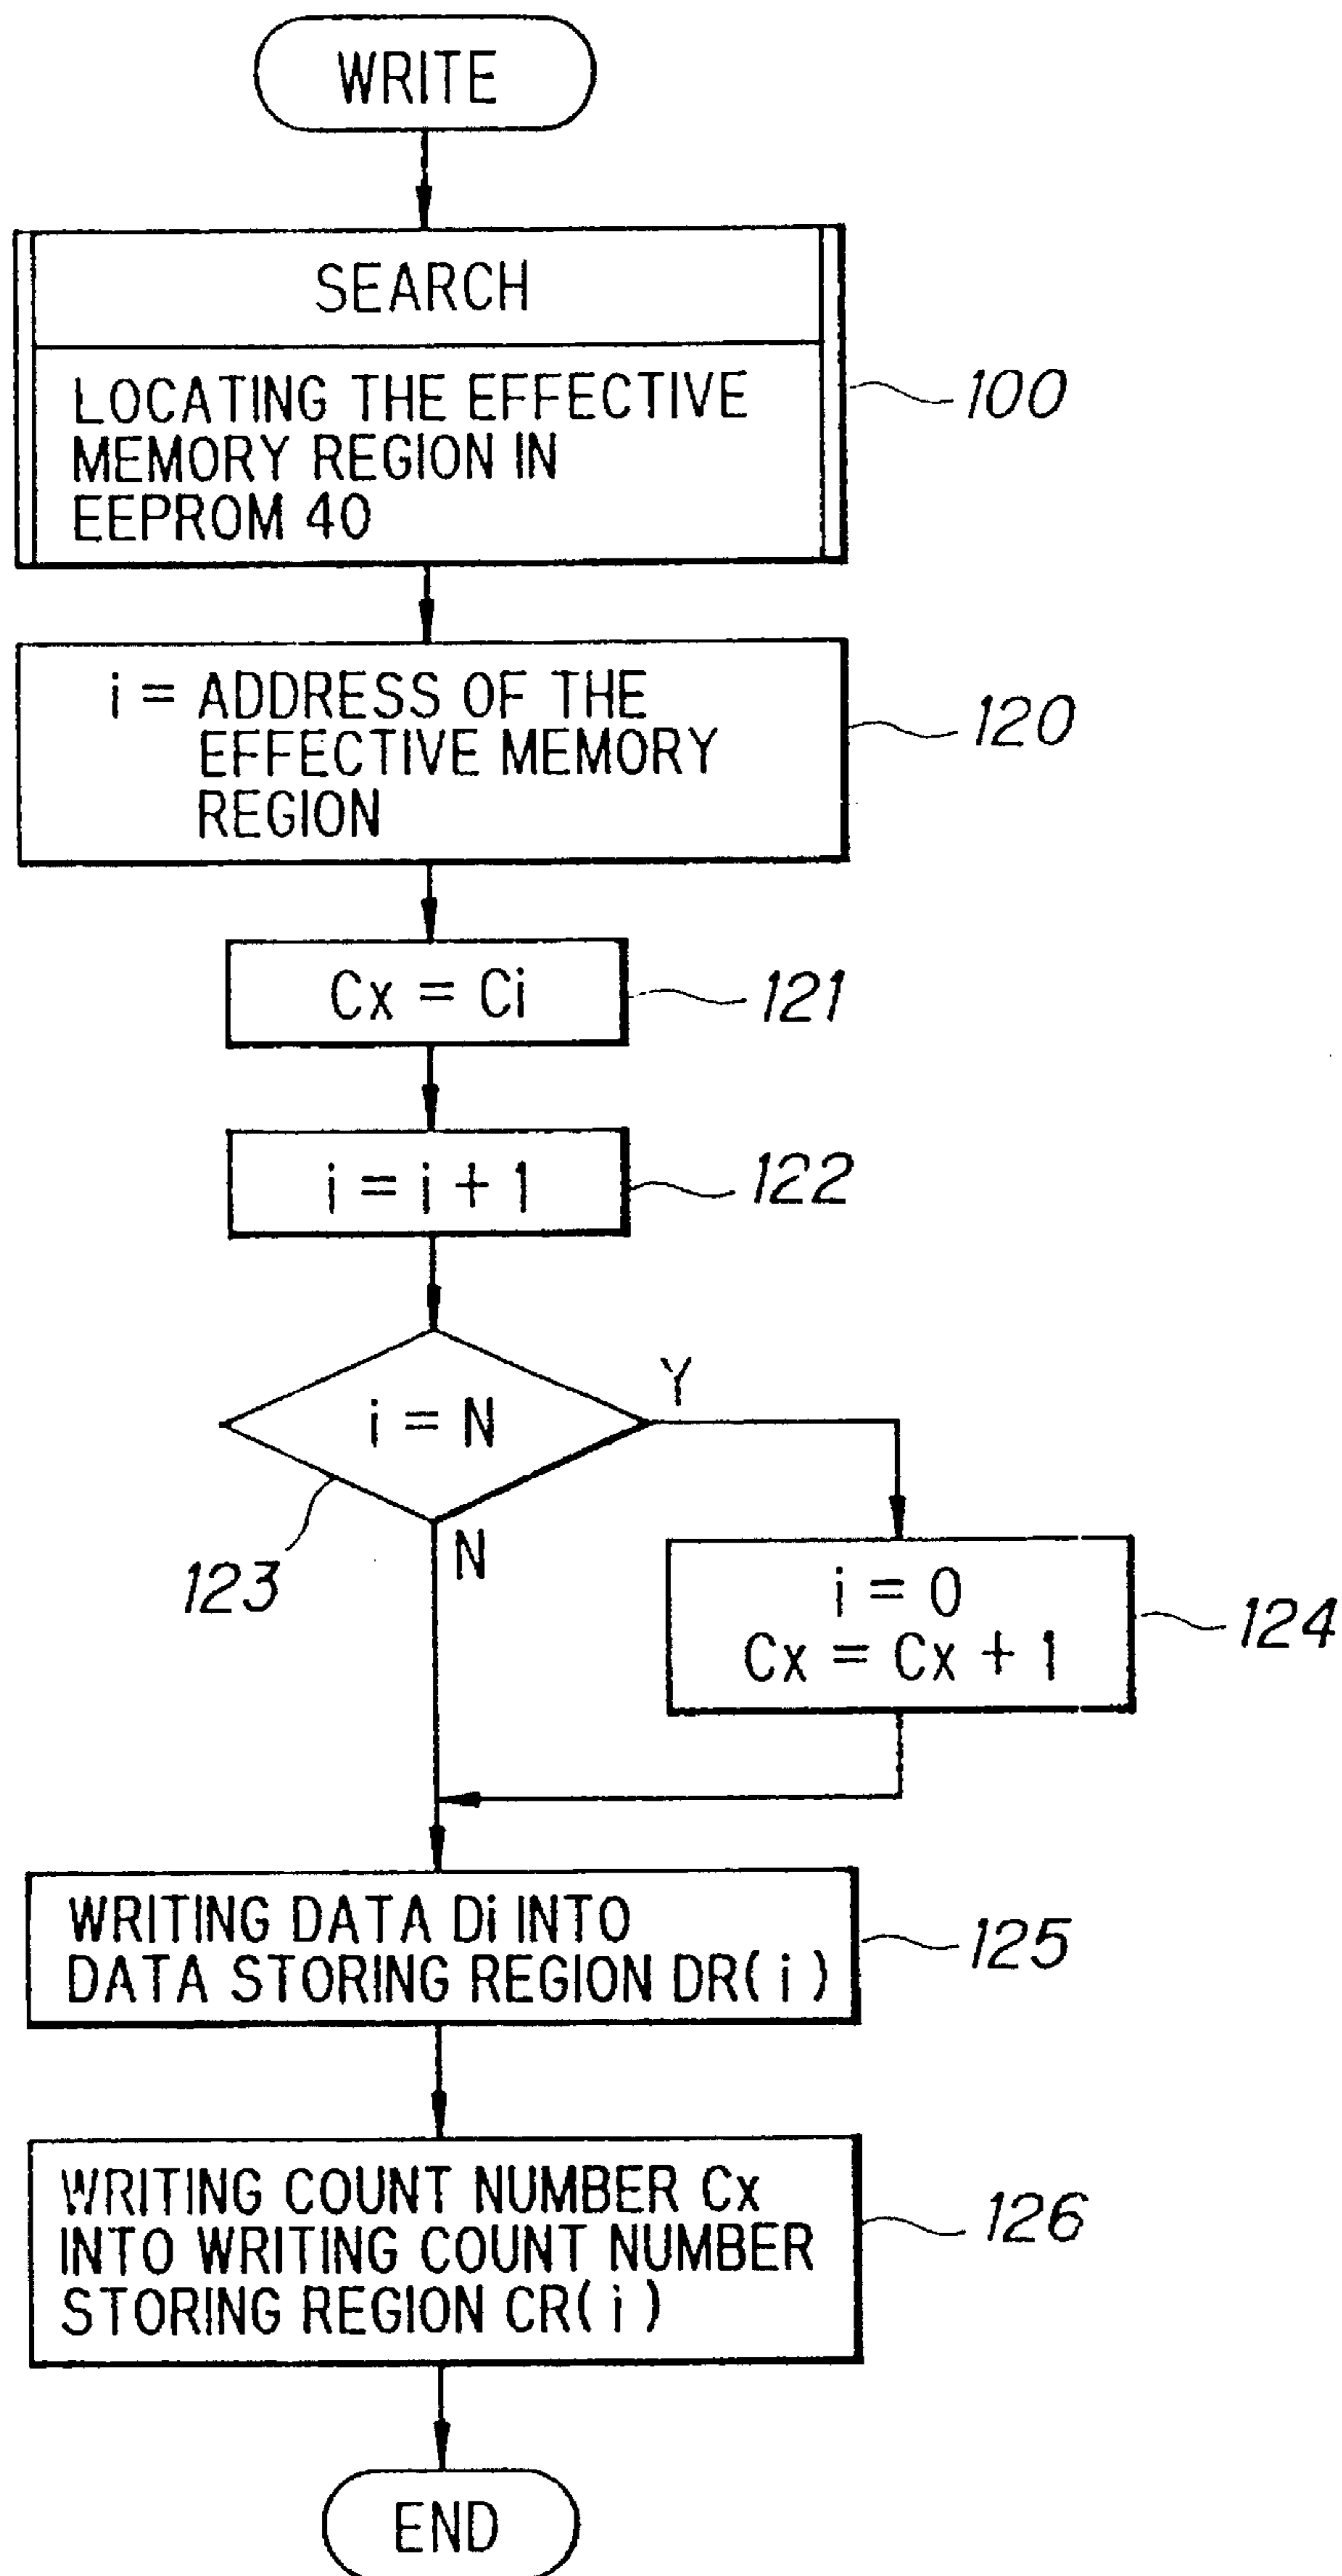 WRITE
SEARCH
LOCATING THE EFFECTIVE
MEMORY REGION IN
EEPROM 40
100
i = ADDRESS OF THE
EFFECTIVE MEMORY
REGION
120
Cx = Ci
121
i = i + 1
122
i = N
Y
N
123
i = 0
Cx = Cx + 1
124
WRITING DATA Di INTO
DATA STORING REGION DR( i )
125
WRITING COUNT NUMBER Cx
INTO WRITING COUNT NUMBER
STORING REGION CR( i )
126
END